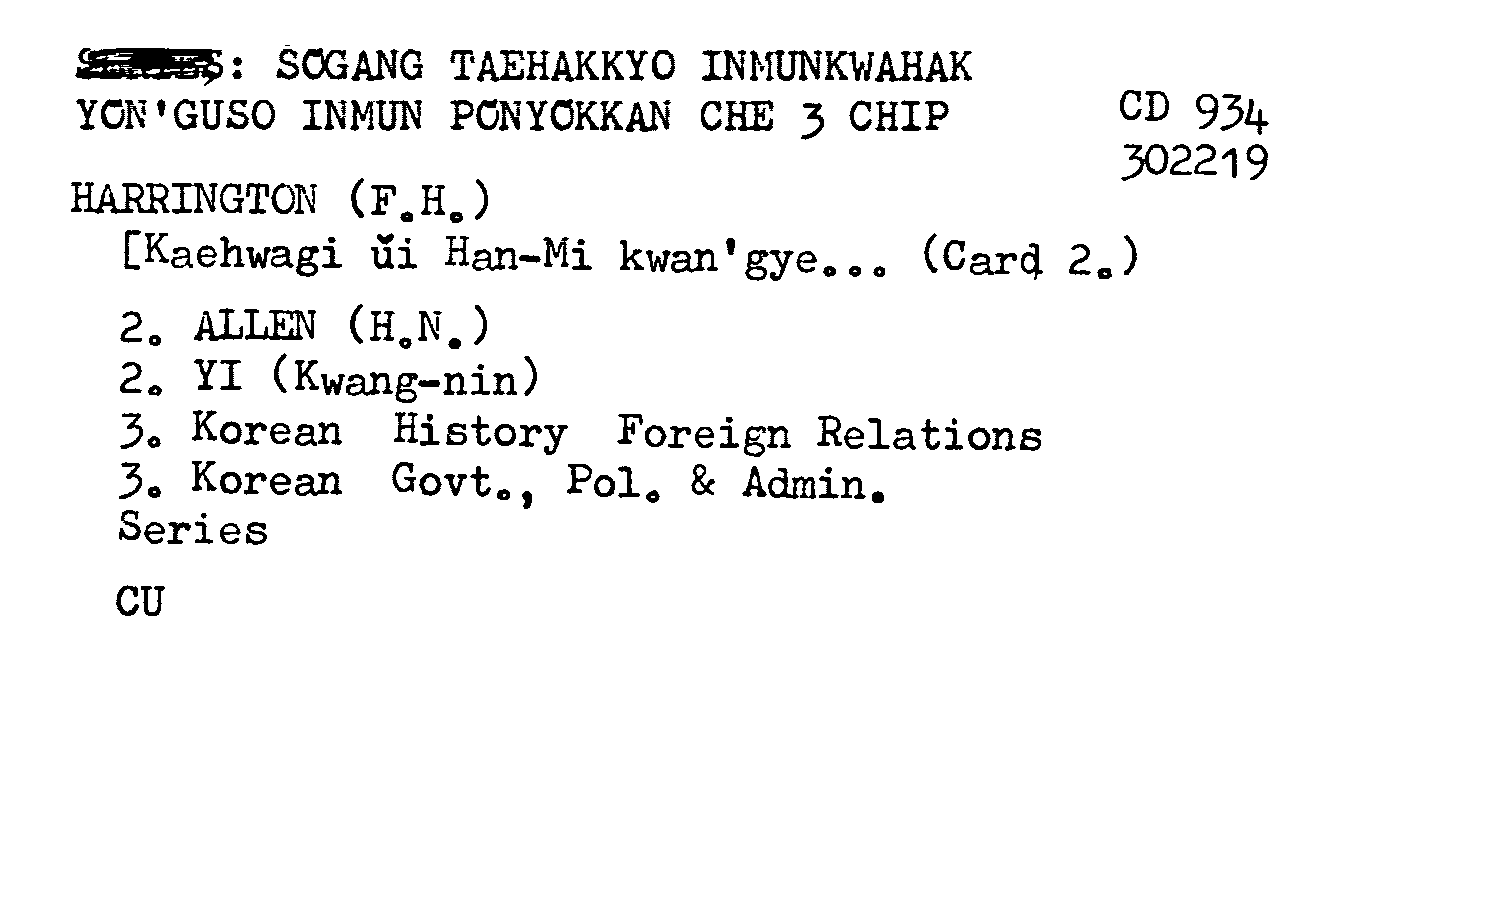 : SŎGANG TAEHAKKYO INMUNKWAHAK
YŎN'GUSO INMUN PŎNYŎKKAN CHE 3 CHIP
CD 934
302219
HARRINGTON (F.H.)
[Kaehwagi ŭi Han-Mi kwan'gye... (Card 2.)
2. ALLEN (H.N.)
2. YI (Kwang-nin)
3. Korean History Foreign Relations
3. Korean Govt., Pol. & Admin.
Series
CU